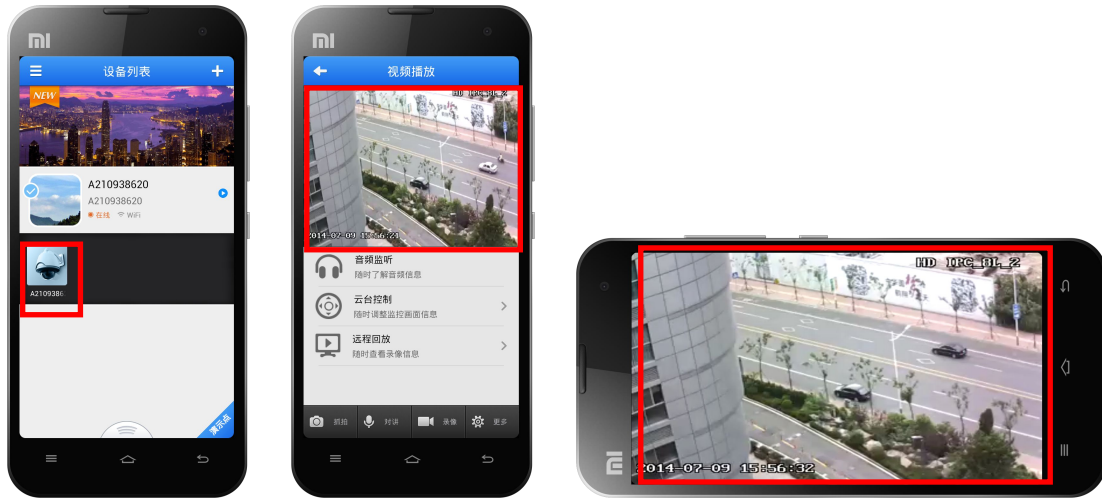 设备列表
NEW
A210938620
A210938620
在线 WiFi
A2109386
演示点
视频播放
HD IPC_BL_2
2014-07-09 15:56:24
音频监听
随时了解音频信息
云台控制
随时调整监控画面信息
远程回放
随时查看录像信息
抓拍 对讲 录像 更多
HD IPC_BL_2
2014-07-09 15:56:32